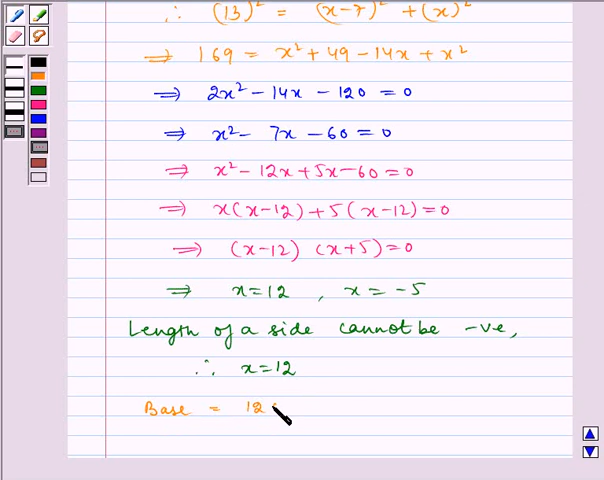 ∴ (13)² = (x-7)² + (x)²
⇒ 169 = x² + 49 - 14x + x²
⇒ 2x² - 14x - 120 = 0
⇒ x² - 7x - 60 = 0
⇒ x² - 12x + 5x - 60 = 0
⇒ x(x-12) + 5(x-12) = 0
⇒ (x-12) (x+5) = 0
⇒ x = 12 , x = -5
Length of a side cannot be -ve,
∴ x = 12
Base = 12